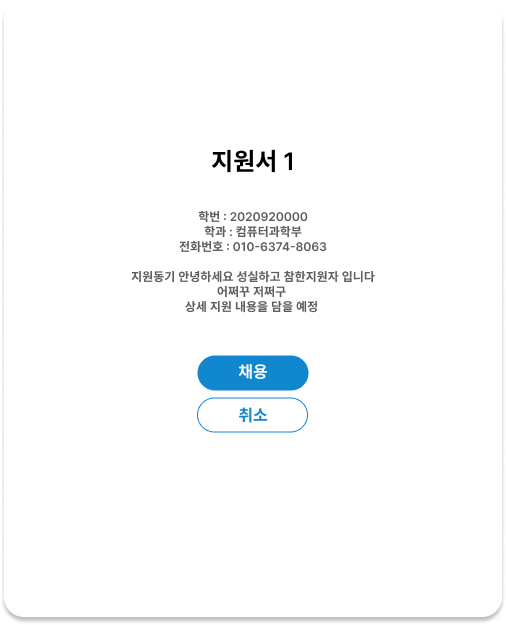 지원서 1
학번 : 2020920000
학과 : 컴퓨터과학부
전화번호 : 010-6374-8063
지원동기 안녕하세요 성실하고 참한지원자 입니다
어쩌꾸 저쩌구
상세 지원 내용을 담을 예정
채용
취소